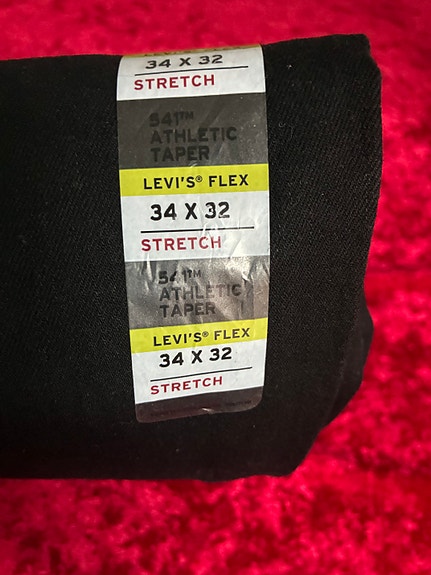 34 X 32
STRETCH
541™
ATHLETIC
TAPER
LEVI'S® FLEX
34 X 32
STRETCH
541™
ATHLETIC
TAPER
LEVI'S® FLEX
34 X 32
STRETCH